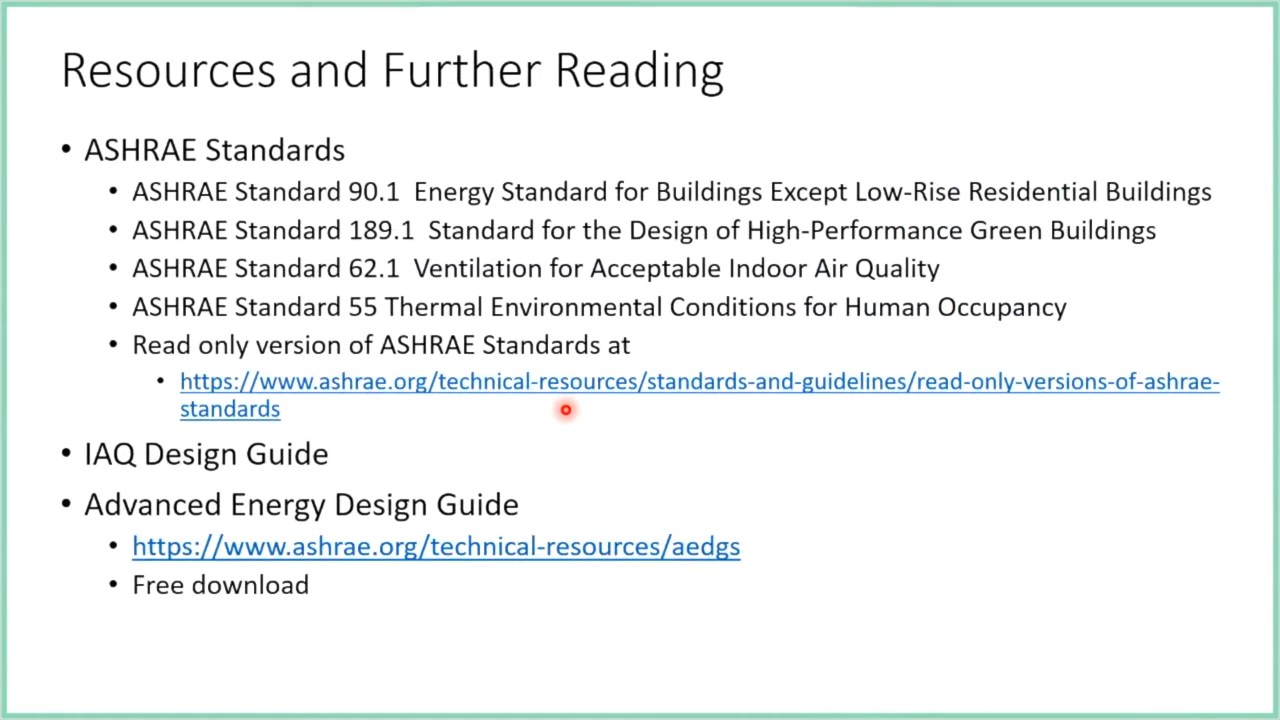 Resources and Further Reading
• ASHRAE Standards
• ASHRAE Standard 90.1  Energy Standard for Buildings Except Low-Rise Residential Buildings
• ASHRAE Standard 189.1  Standard for the Design of High-Performance Green Buildings
• ASHRAE Standard 62.1  Ventilation for Acceptable Indoor Air Quality
• ASHRAE Standard 55 Thermal Environmental Conditions for Human Occupancy
• Read only version of ASHRAE Standards at
• https://www.ashrae.org/technical-resources/standards-and-guidelines/read-only-versions-of-ashrae-
standards
• IAQ Design Guide
• Advanced Energy Design Guide
• https://www.ashrae.org/technical-resources/aedgs
• Free download